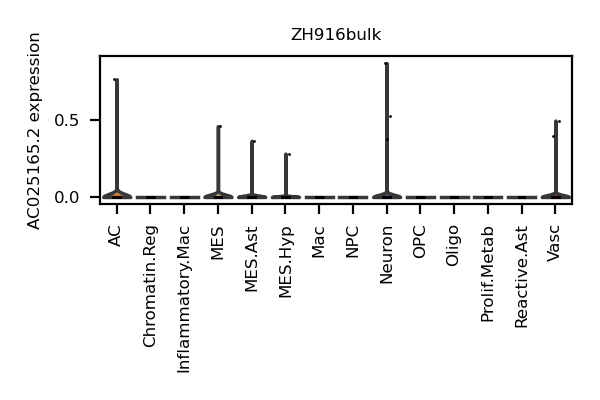 ZH916bulk
AC025165.2 expression
0.5
0.0
AC
Chromatin.Reg
Inflammatory.Mac
MES
MES.Ast
MES.Hyp
Mac
NPC
Neuron
OPC
Oligo
Prolif.Metab
Reactive.Ast
Vasc